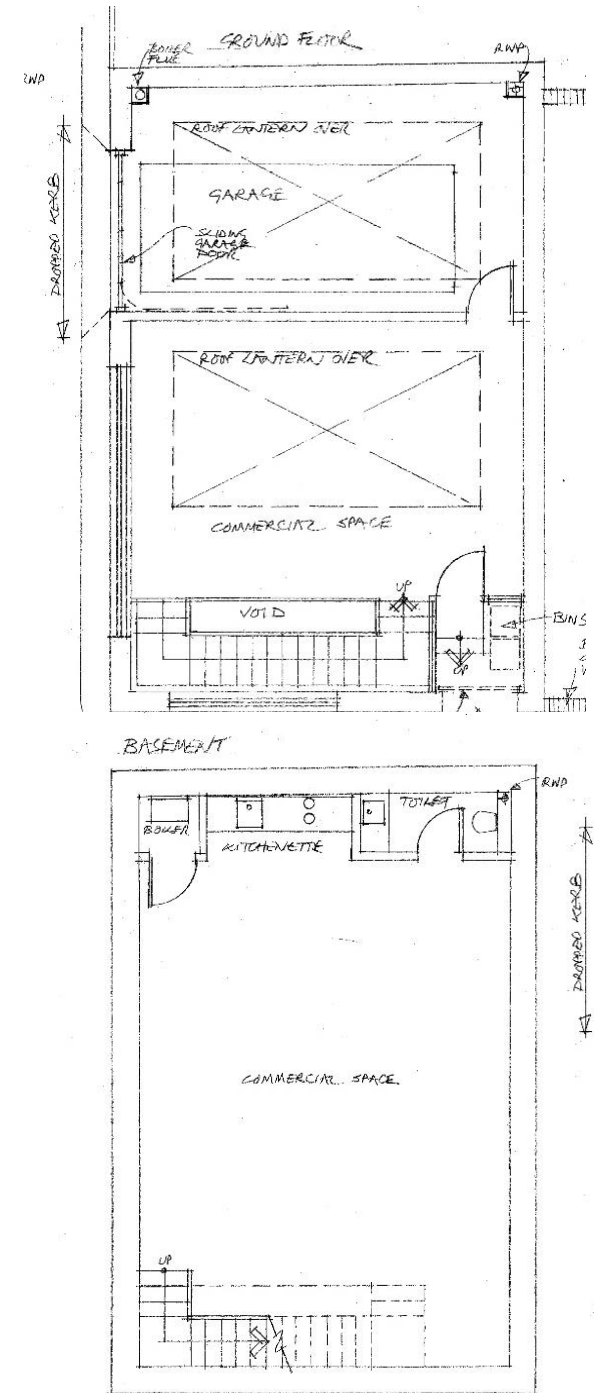 GROUND FLOOR
BOILER
FLUE
RWP
RWP
ROOF LANTERN OVER
GARAGE
SLIDING
GARAGE
DOOR
DROPPED KERB
ROOF LANTERN OVER
COMMERCIAL SPACE
UP
VOID
BINS
UP
BASEMENT
RWP
TOILET
BOILER
KITCHENETTE
DROPPED KERB
COMMERCIAL SPACE
UP